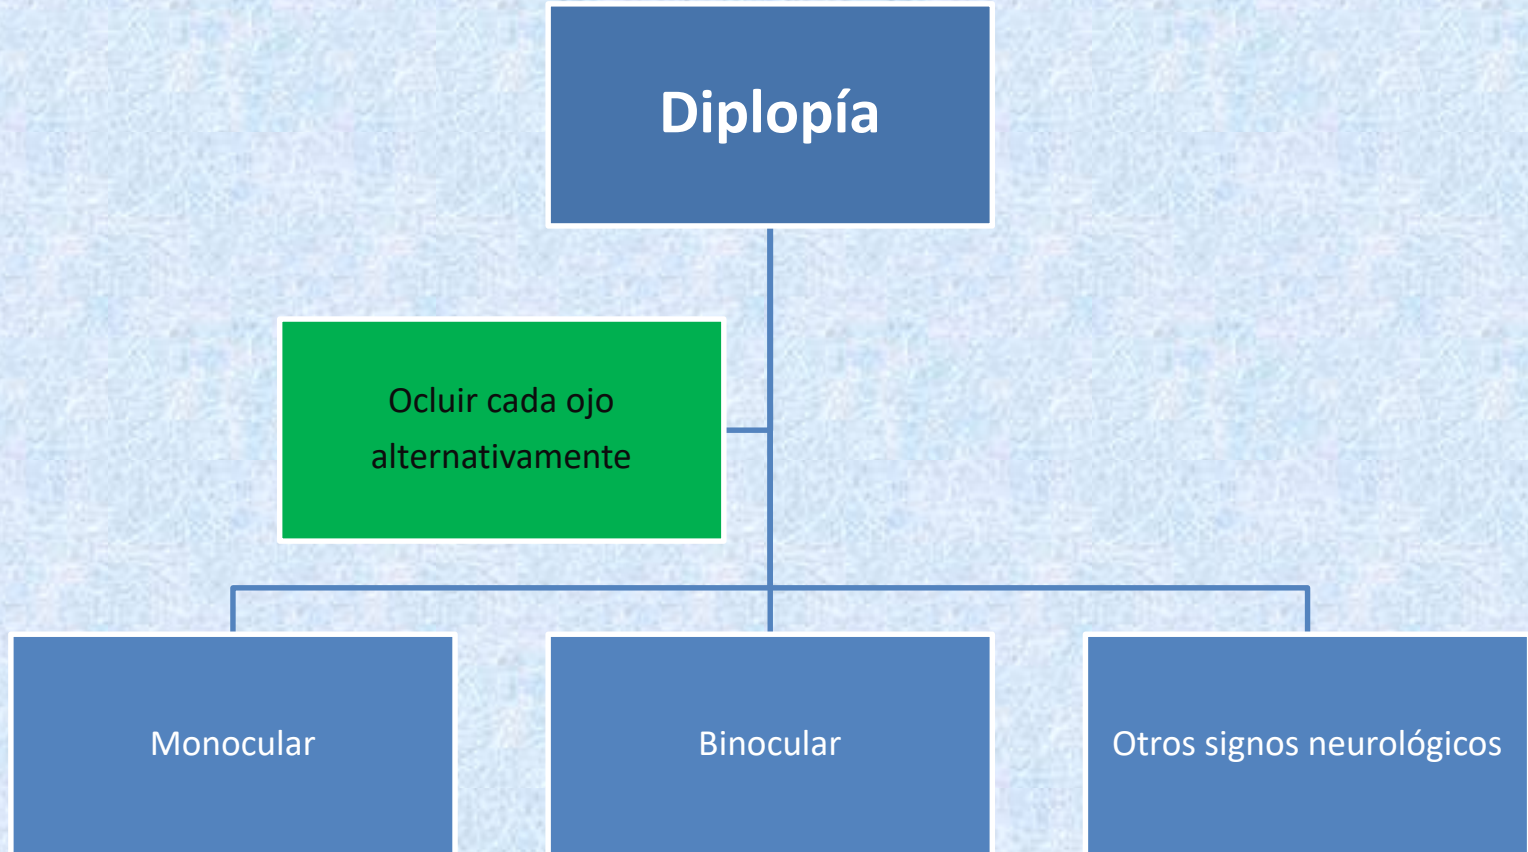 Diplopía
Ocluir cada ojo
alternativamente
Monocular
Binocular
Otros signos neurológicos